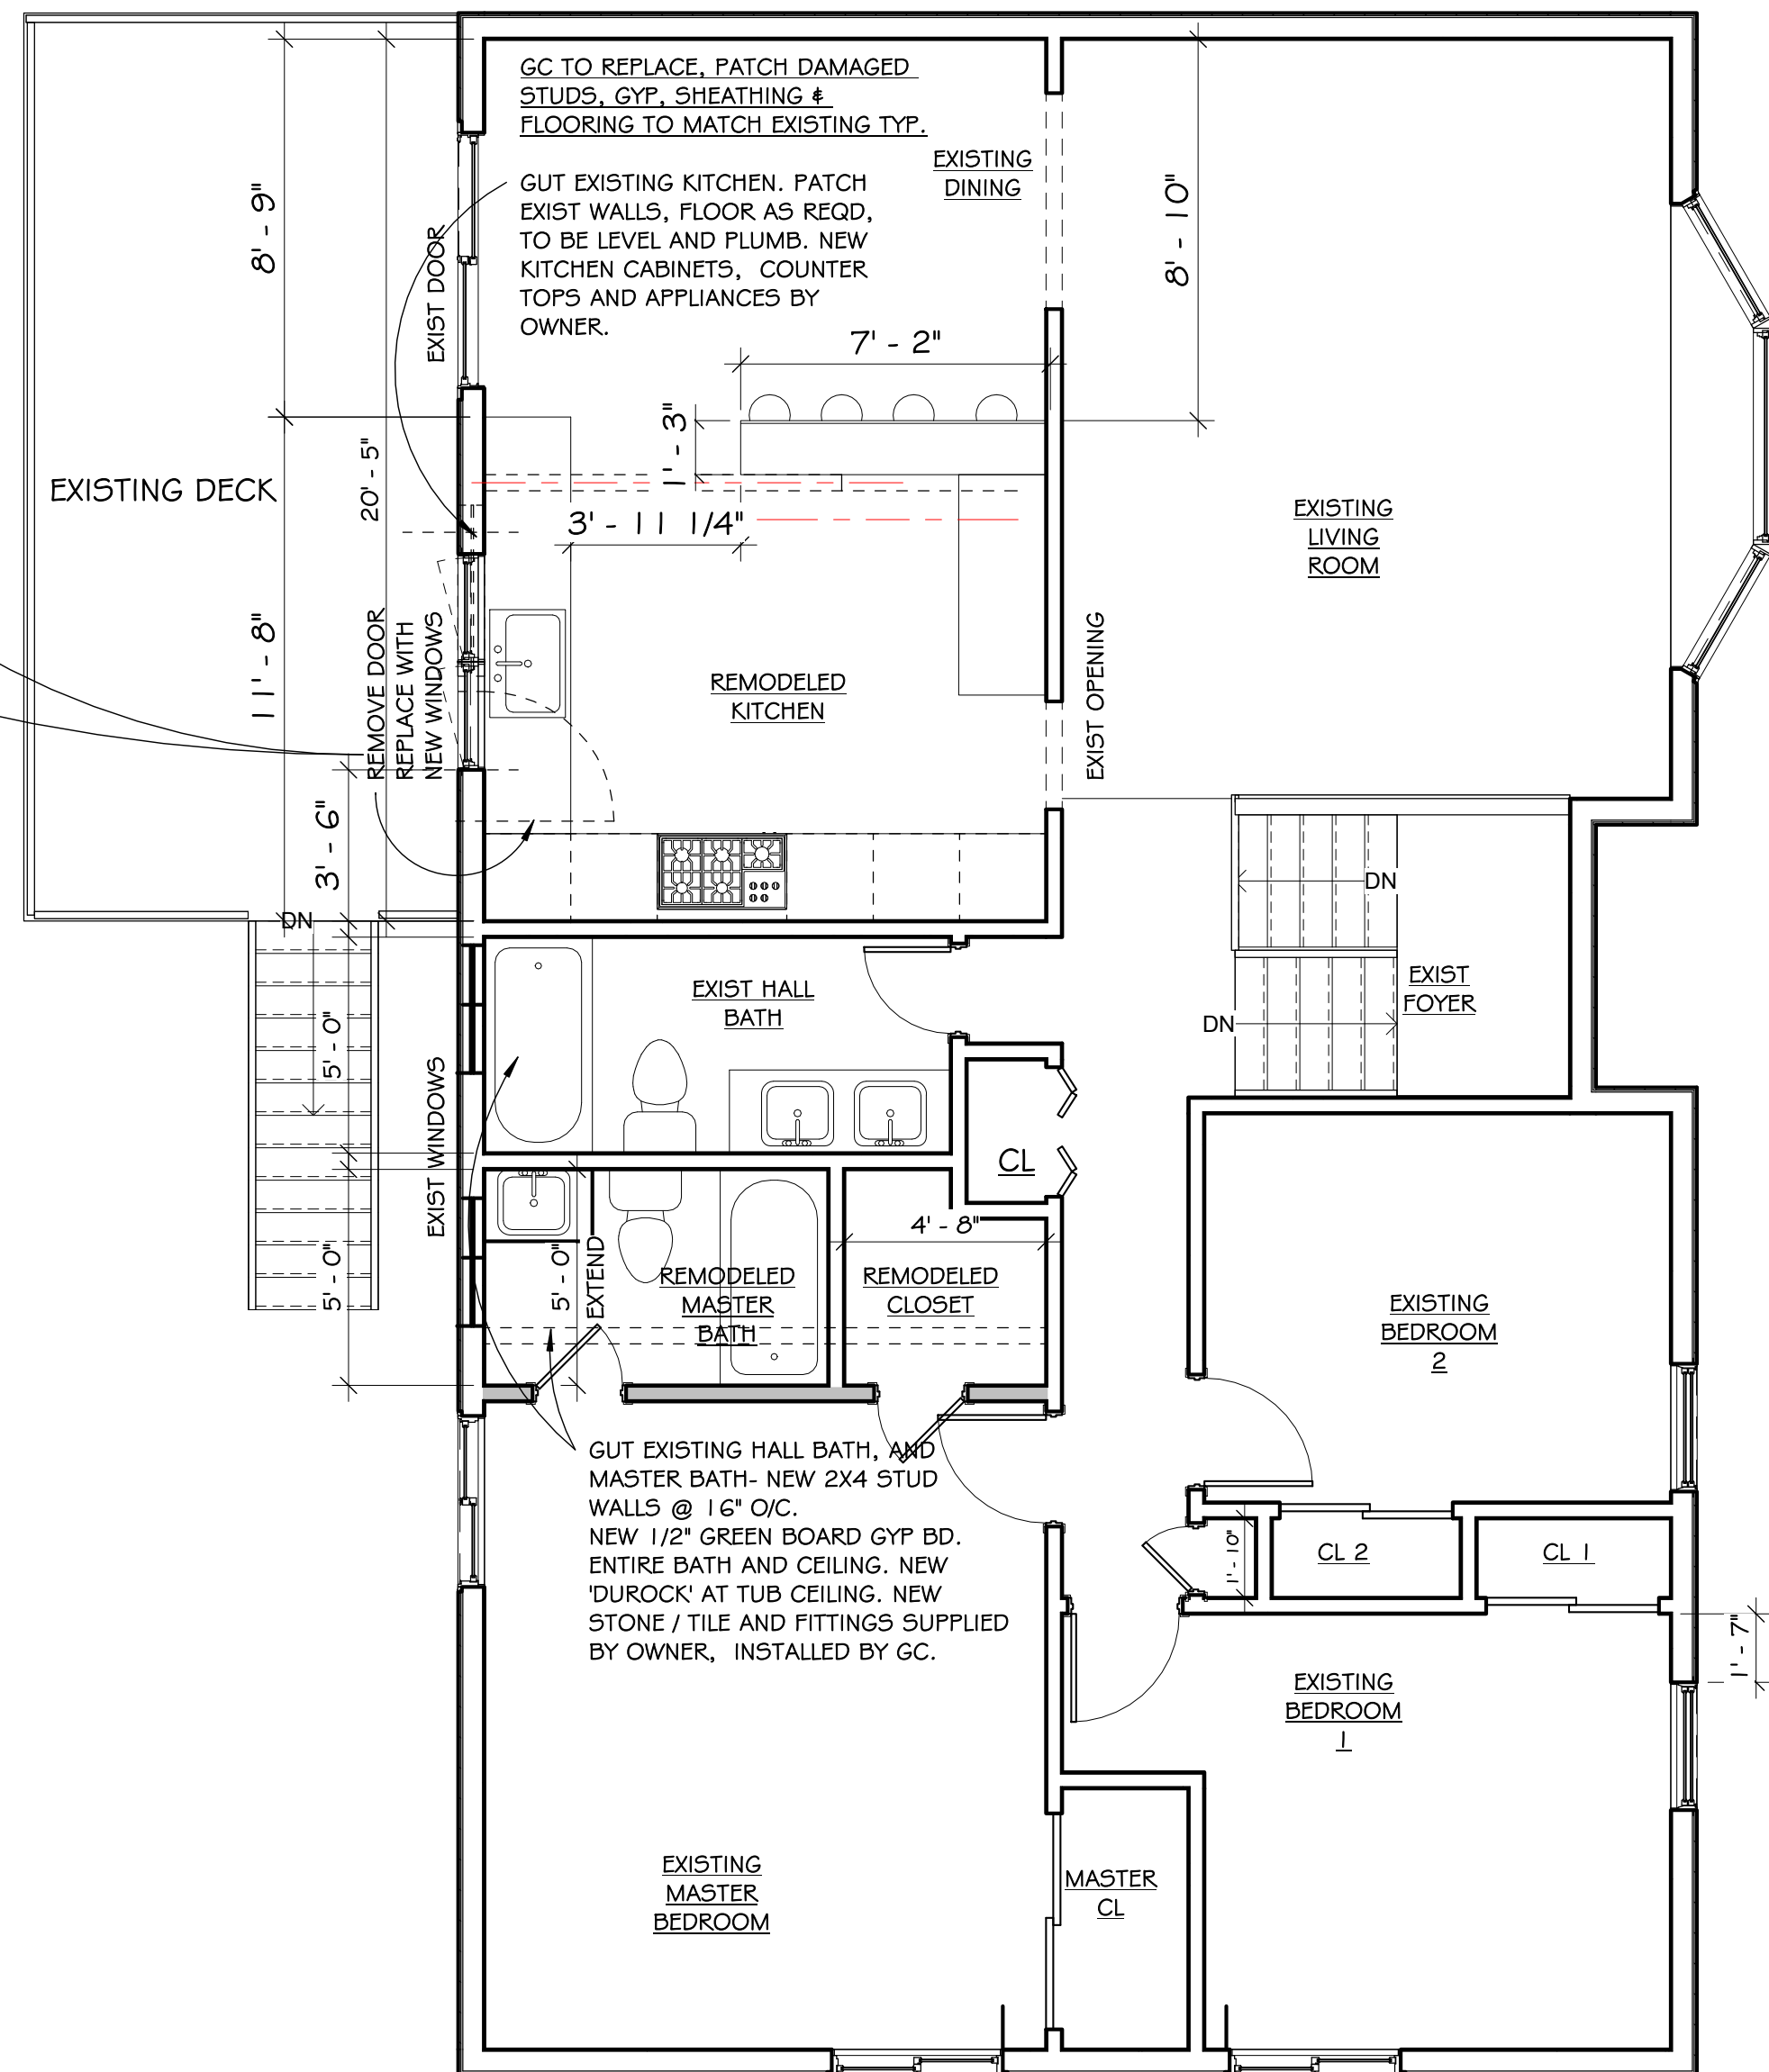 GC TO REPLACE, PATCH DAMAGED
STUDS, GYP, SHEATHING &
FLOORING TO MATCH EXISTING TYP.
EXISTING
DINING
GUT EXISTING KITCHEN. PATCH
EXIST WALLS, FLOOR AS REQD,
TO BE LEVEL AND PLUMB. NEW
KITCHEN CABINETS, COUNTER
TOPS AND APPLIANCES BY
OWNER.
8' - 9"
EXIST DOOR
8' - 10"
7' - 2"
1' - 3"
20' - 5"
EXISTING DECK
3' - 11 1/4"
EXISTING
LIVING
ROOM
11' - 8"
REMOVE DOOR
REPLACE WITH
NEW WINDOWS
REMODELED
KITCHEN
EXIST OPENING
3' - 6"
DN
DN
EXIST HALL
BATH
EXIST
FOYER
DN
5' - 0"
EXIST WINDOWS
CL
4' - 8"
5' - 0"
5' - 0"
EXTEND
REMODELED
MASTER
BATH
REMODELED
CLOSET
EXISTING
BEDROOM
2
GUT EXISTING HALL BATH, AND
MASTER BATH- NEW 2X4 STUD
WALLS @ 16" O/C.
NEW 1/2" GREEN BOARD GYP BD.
ENTIRE BATH AND CEILING. NEW
'DUROCK' AT TUB CEILING. NEW
STONE / TILE AND FITTINGS SUPPLIED
BY OWNER, INSTALLED BY GC.
1' - 10"
CL 2
CL 1
1' - 7"
EXISTING
BEDROOM
1
EXISTING
MASTER
BEDROOM
MASTER
CL